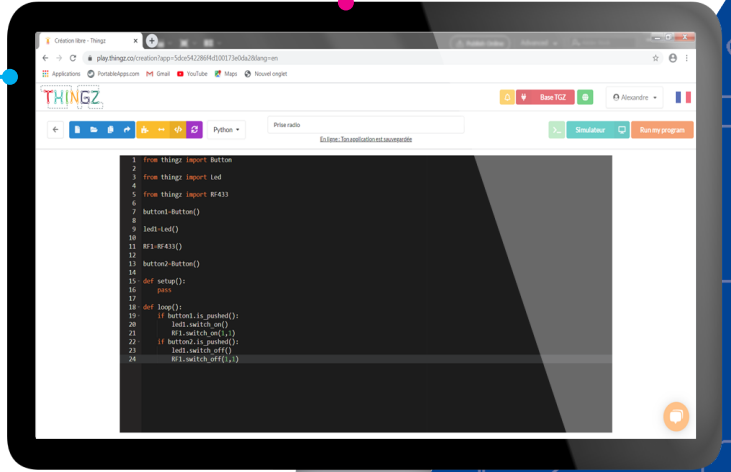 Création libre - Thingz
play.thingz.co/creation?app=5dce542286f4d100173e0da2&lang=en
Applications PortableApps.com Gmail YouTube Maps Nouvel onglet
THINGZ
Base TGZ
Alexandre
Python
Prise radio
En ligne : Ton application est sauvegardée
Simulateur
Run my program
1 from thingz import Button
2
3 from thingz import Led
4
5 from thingz import RF433
6
7 button1=Button()
8
9 led1=Led()
10
11 RF1=RF433()
12
13 button2=Button()
14
15 def setup():
16 pass
17
18 def loop():
19 if button1.is_pushed():
20 led1.switch_on()
21 RF1.switch_on(1,1)
22 if button2.is_pushed():
23 led1.switch_off()
24 RF1.switch_off(1,1)